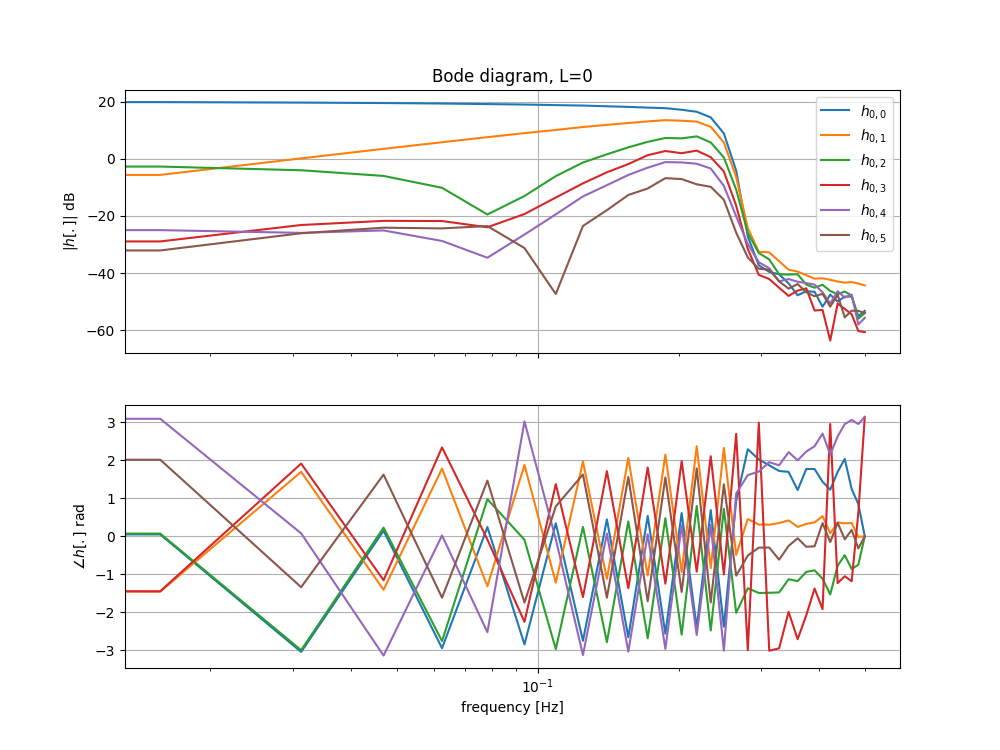 Bode diagram, L=0
|h[.]| dB
20
0
−20
−40
−60
h0,0
h0,1
h0,2
h0,3
h0,4
h0,5
∠h[.] rad
3
2
1
0
−1
−2
−3
10−1
frequency [Hz]